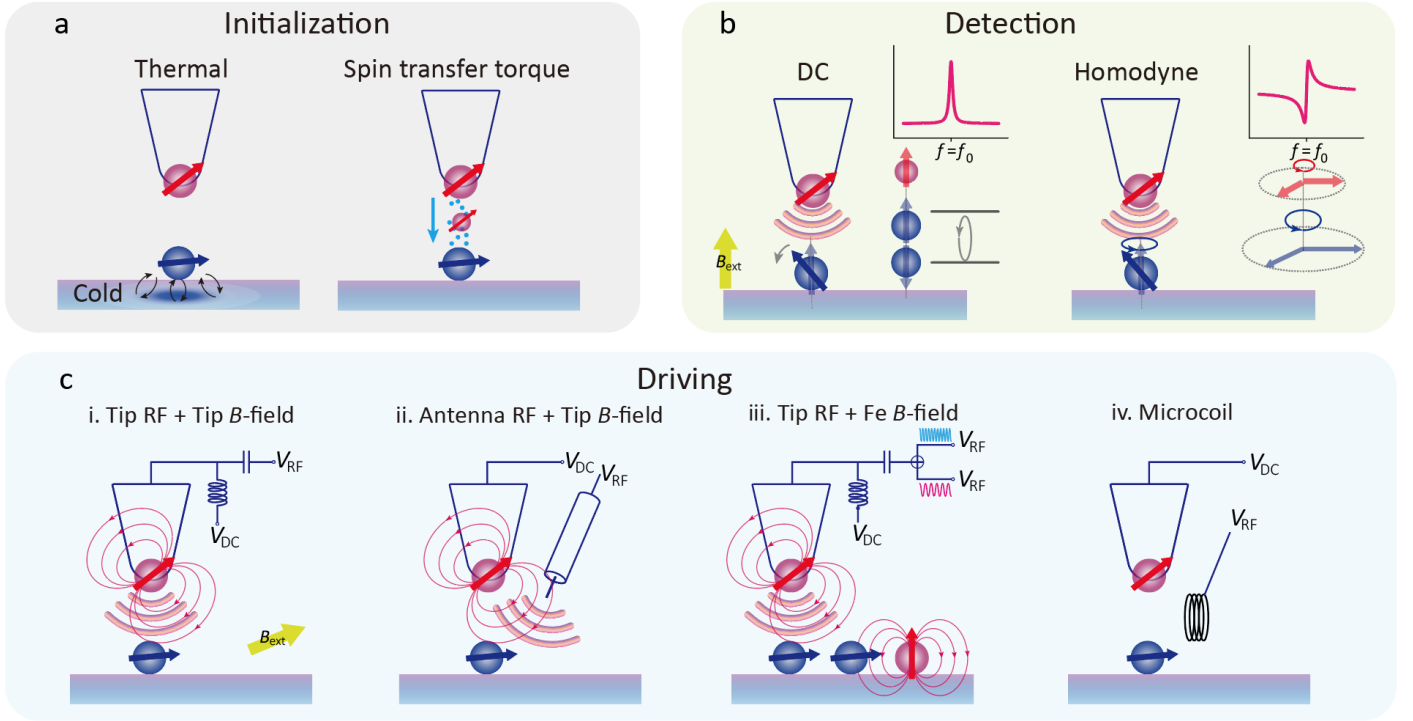 a
Initialization
Thermal
Spin transfer torque
Cold
b
Detection
DC
Homodyne
f = f0
f = f0
Bext
c
Driving
i. Tip RF + Tip B-field
ii. Antenna RF + Tip B-field
iii. Tip RF + Fe B-field
iv. Microcoil
VRF
VDC
Bext
VDC
VRF
VRF
VRF
VDC
VDC
VRF